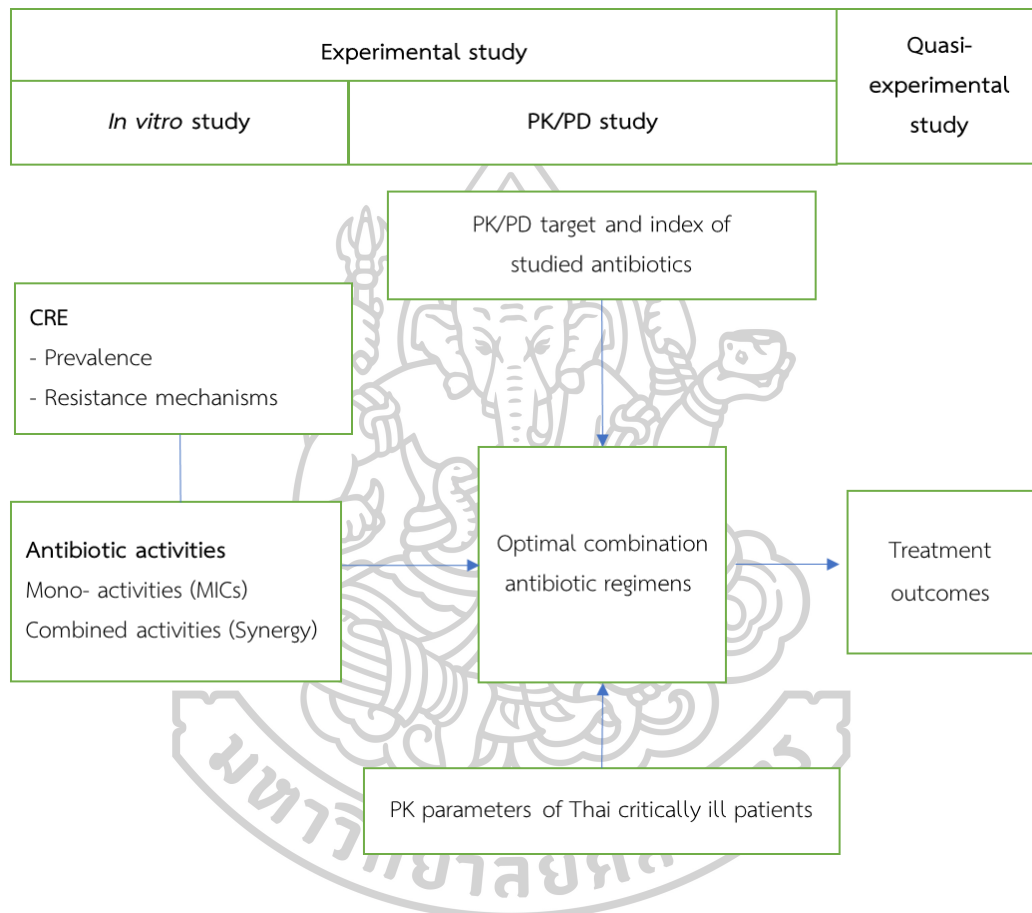 Experimental study
Quasi-
experimental
study
In vitro study
PK/PD study
PK/PD target and index of
studied antibiotics
CRE
- Prevalence
- Resistance mechanisms
Antibiotic activities
Mono- activities (MICs)
Combined activities (Synergy)
Optimal combination
antibiotic regimens
Treatment
outcomes
PK parameters of Thai critically ill patients